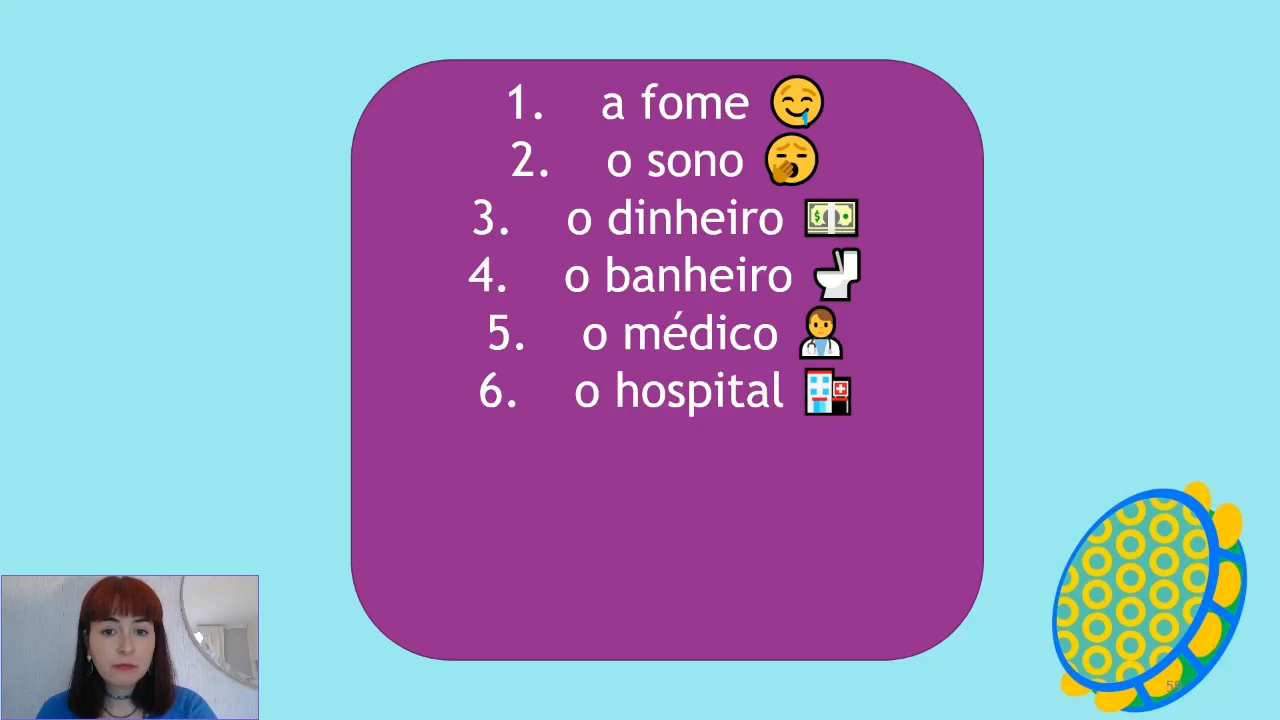 1. a fome
2. o sono
3. o dinheiro
4. o banheiro
5. o médico
6. o hospital